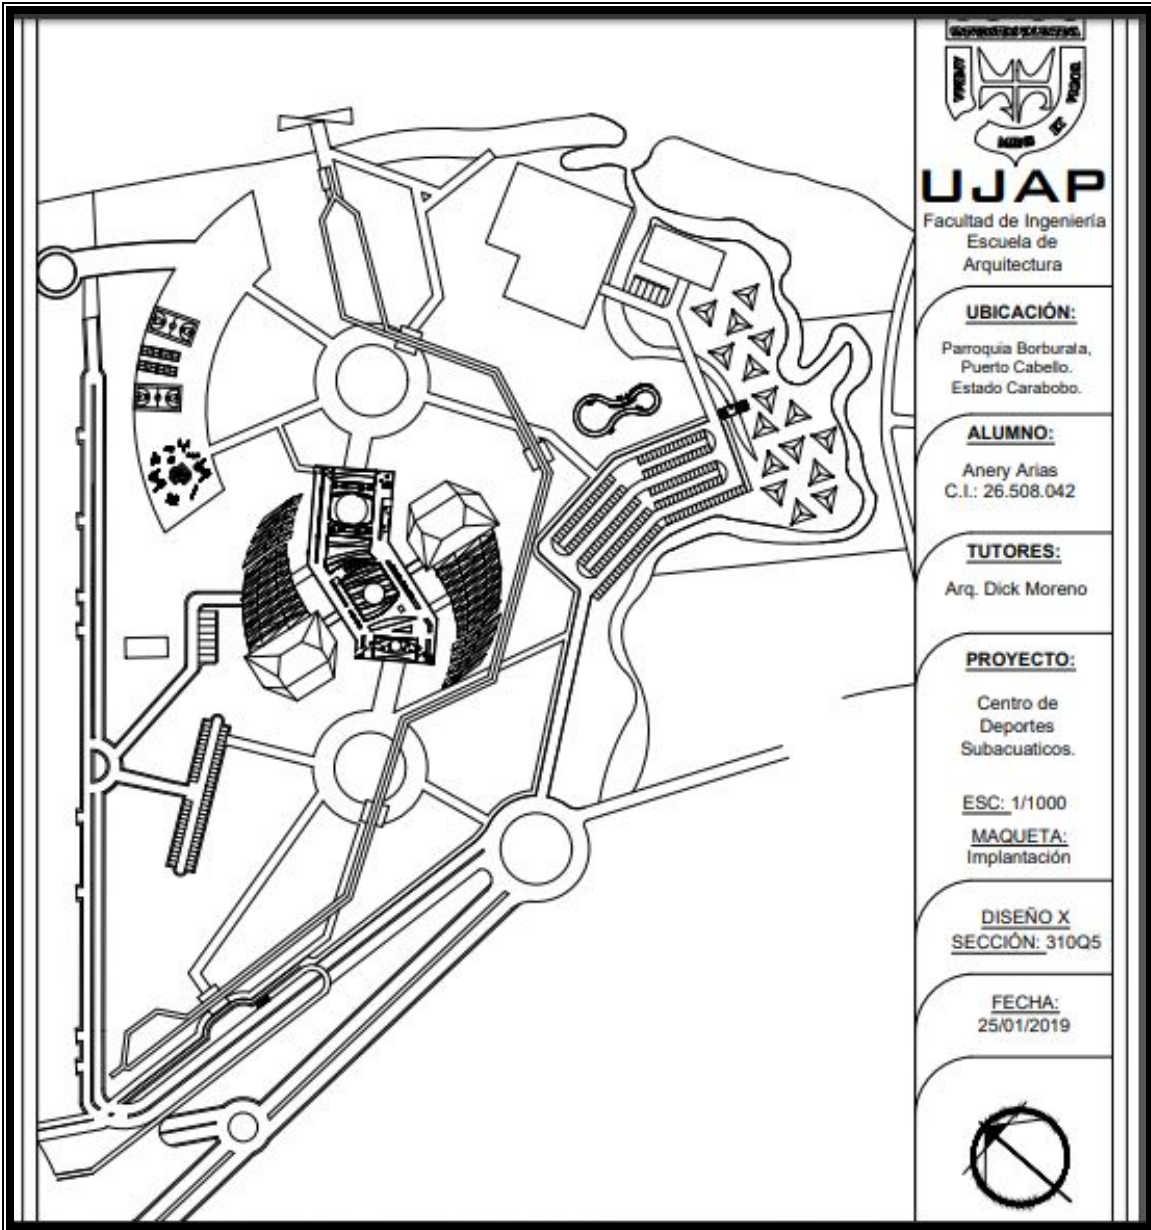 UJAP
Facultad de Ingeniería
Escuela de
Arquitectura
UBICACIÓN:
Parroquia Borburata,
Puerto Cabello.
Estado Carabobo.
ALUMNO:
Anery Arias
C.I.: 26.508.042
TUTORES:
Arq. Dick Moreno
PROYECTO:
Centro de
Deportes
Subacuaticos.
ESC: 1/1000
MAQUETA:
Implantación
DISEÑO X
SECCIÓN: 310Q5
FECHA:
25/01/2019